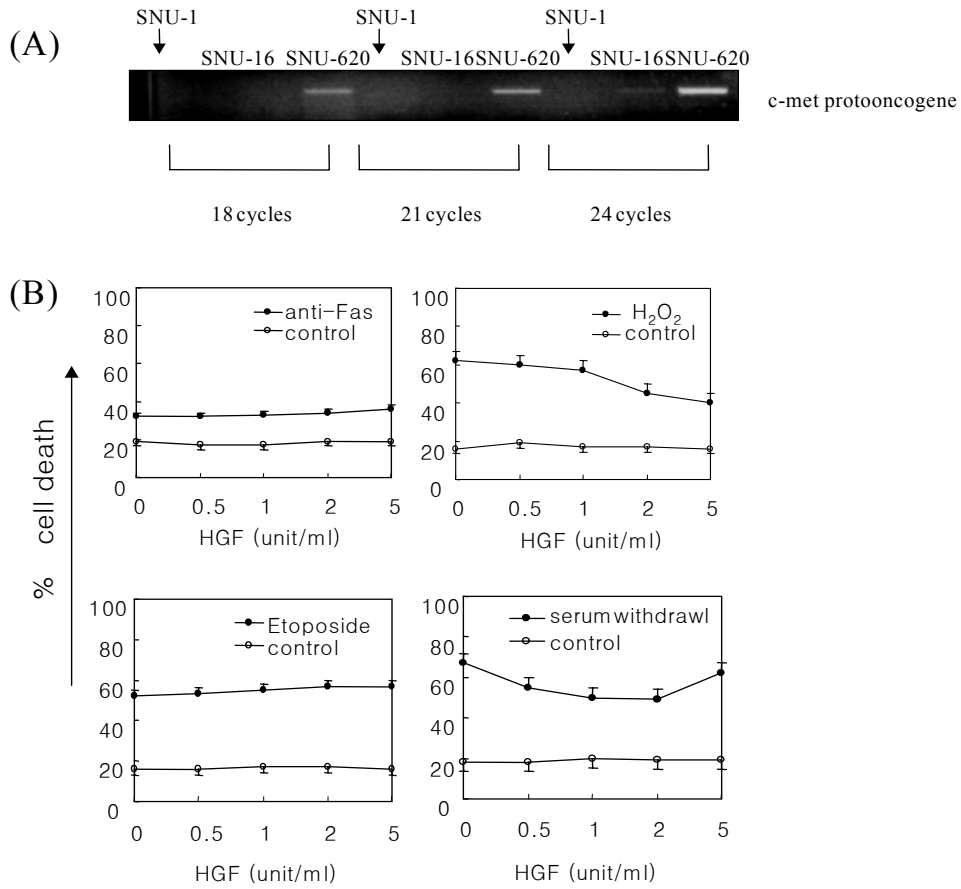 (A)
SNU-1 SNU-1 SNU-1
SNU-16 SNU-620 SNU-16 SNU-620 SNU-16 SNU-620
c-met protooncogene
18 cycles 21 cycles 24 cycles
(B)
% cell death
100
80
60
40
20
0
anti-Fas
control
0 0.5 1 2 5
HGF (unit/ml)
100
80
60
40
20
0
H₂O₂
control
0 0.5 1 2 5
HGF (unit/ml)
100
80
60
40
20
0
Etoposide
control
0 0.5 1 2 5
HGF (unit/ml)
100
80
60
40
20
0
serum withdrawl
control
0 0.5 1 2 5
HGF (unit/ml)